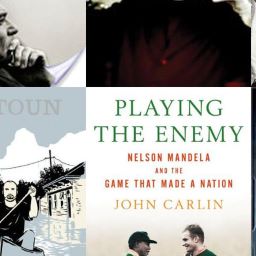 TOUN
PLAYING
THE ENEMY
NELSON MANDELA
AND THE
GAME THAT MADE A NATION
JOHN CARLIN